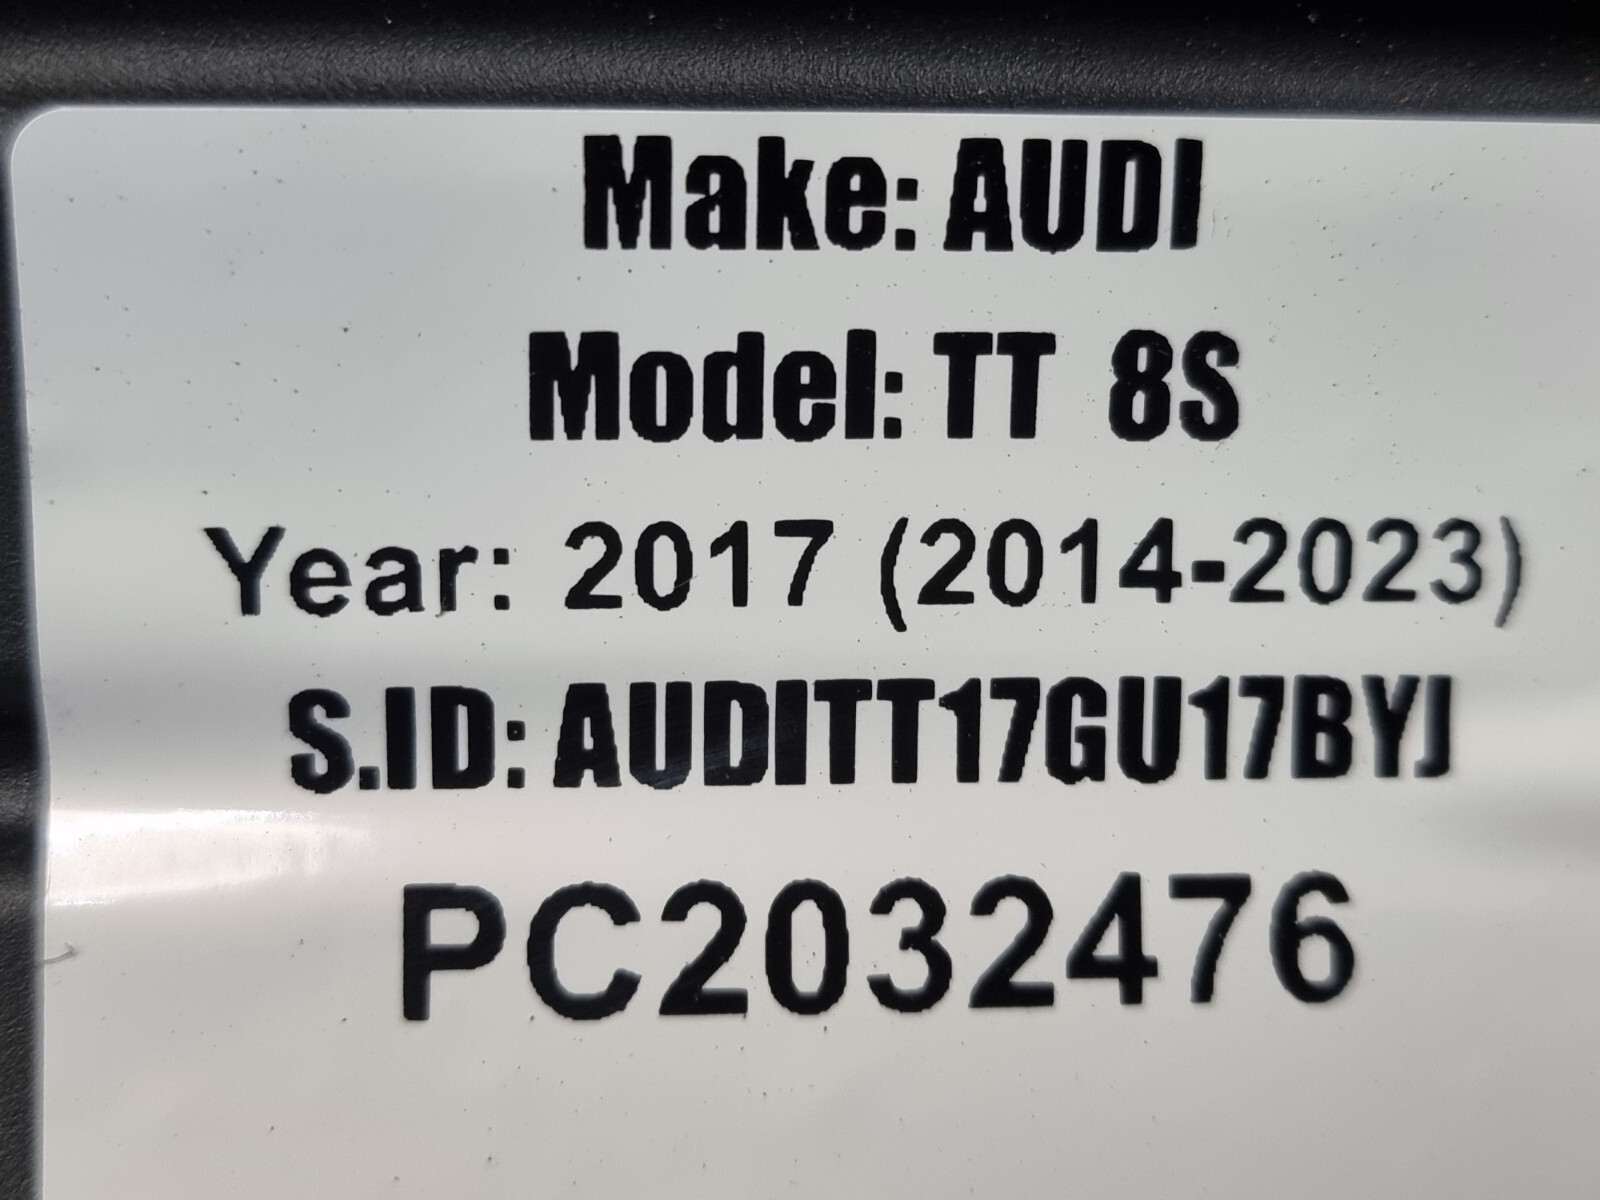 Make: AUDI
Model: TT 8S
Year: 2017 (2014-2023)
S.ID: AUDITT17GU17BYJ
PC2032476